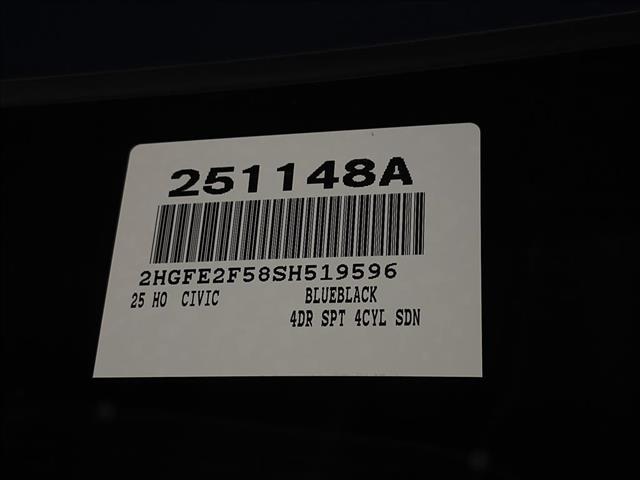 251148A
2HGFE2F58SH519596
25 HO CIVIC BLUEBLACK
4DR SPT 4CYL SDN